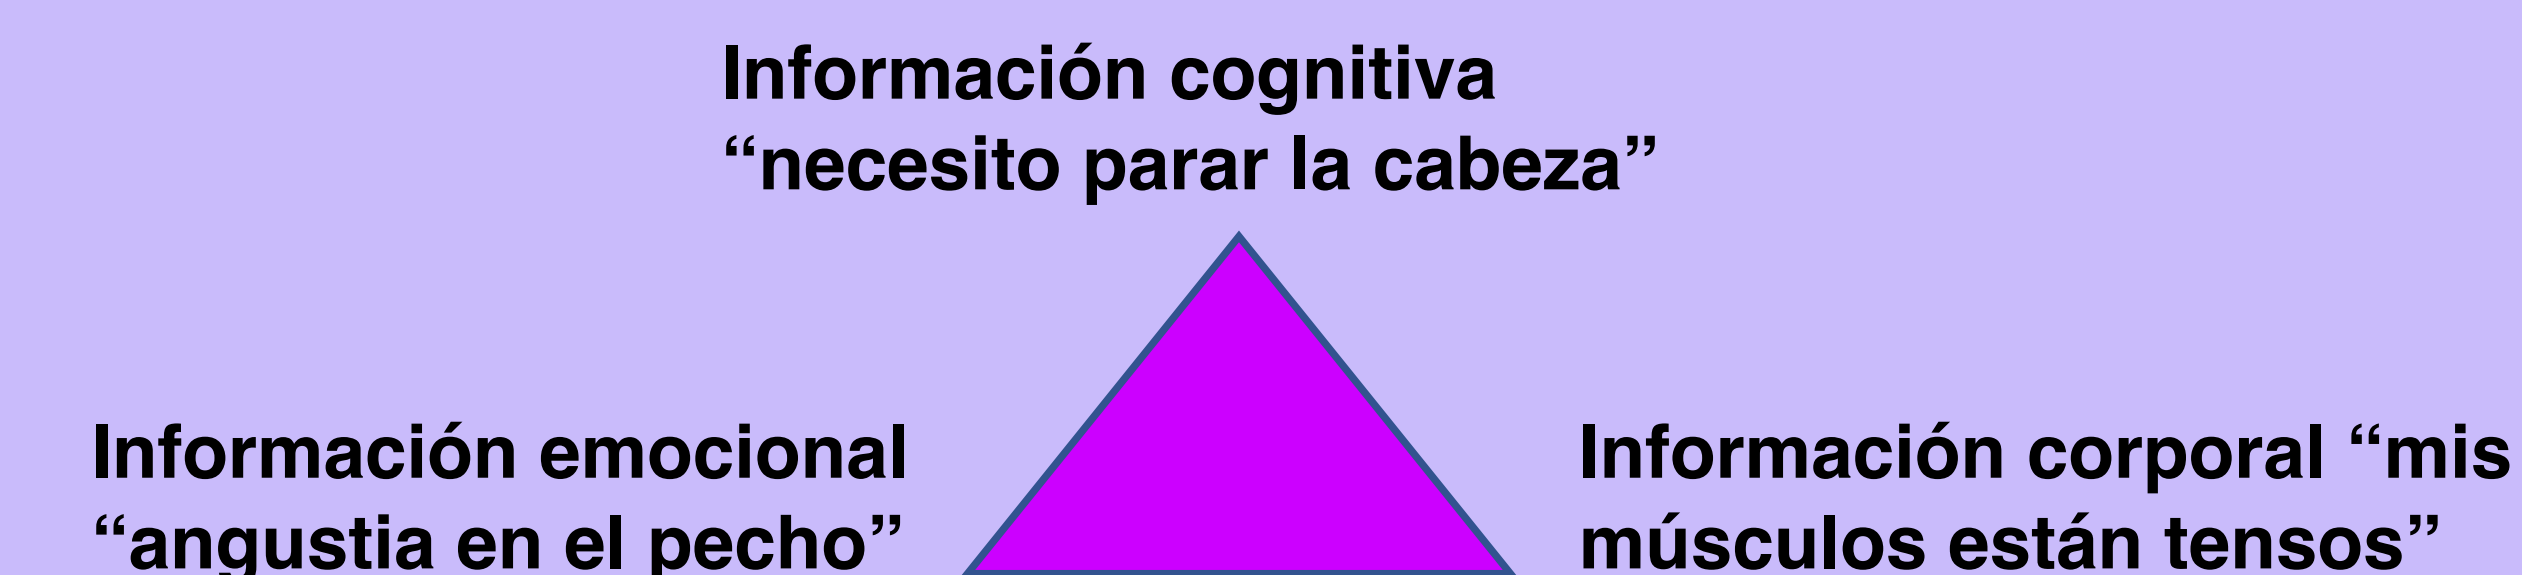 Información cognitiva
“necesito parar la cabeza”
Información emocional
“angustia en el pecho”
Información corporal “mis
músculos están tensos”